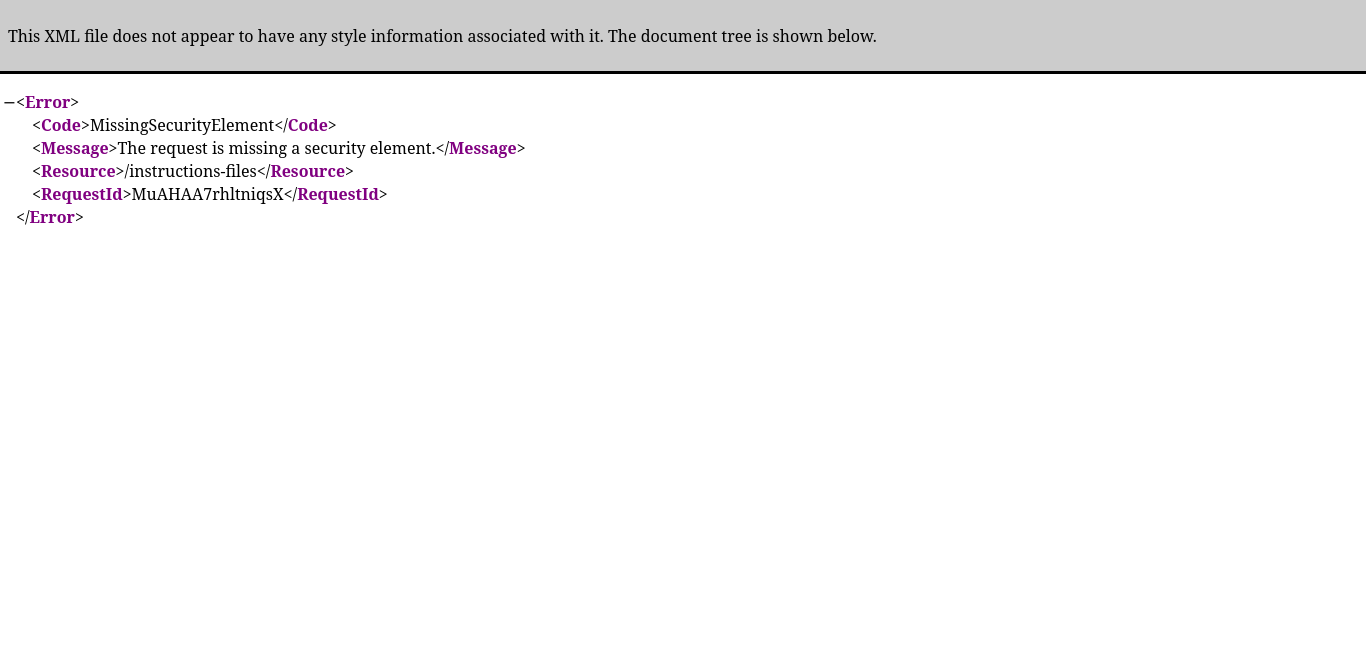 This XML file does not appear to have any style information associated with it. The document tree is shown below.
−<Error>
<Code>MissingSecurityElement</Code>
<Message>The request is missing a security element.</Message>
<Resource>/instructions-files</Resource>
<RequestId>MuAHAA7rhltniqsX</RequestId>
</Error>